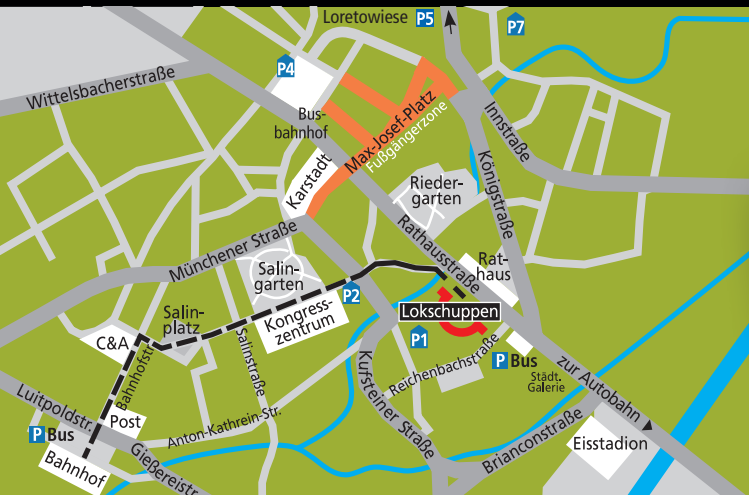 Loretowiese P5
P7
P4
Wittelsbacherstraße
Bus-
bahnhof
Max-Josef-Platz
Fußgängerzone
Innstraße
Karstadt
Königstraße
Rieder-
garten
Münchener Straße
Rathausstraße
Rat-
haus
Salin-
garten
P2
Lokschuppen
Salin-
platz
Kongress-
zentrum
C&A
P1
Bahnhofstr.
Salinstraße
Reichenbachstraße
P Bus
Städt.
Galerie
zur Autobahn
Kufsteiner Straße
Luitpoldstr.
Post
Anton-Kathrein-Str.
P Bus
Brianconstraße
Eisstadion
Bahnhof
Gießereistr.